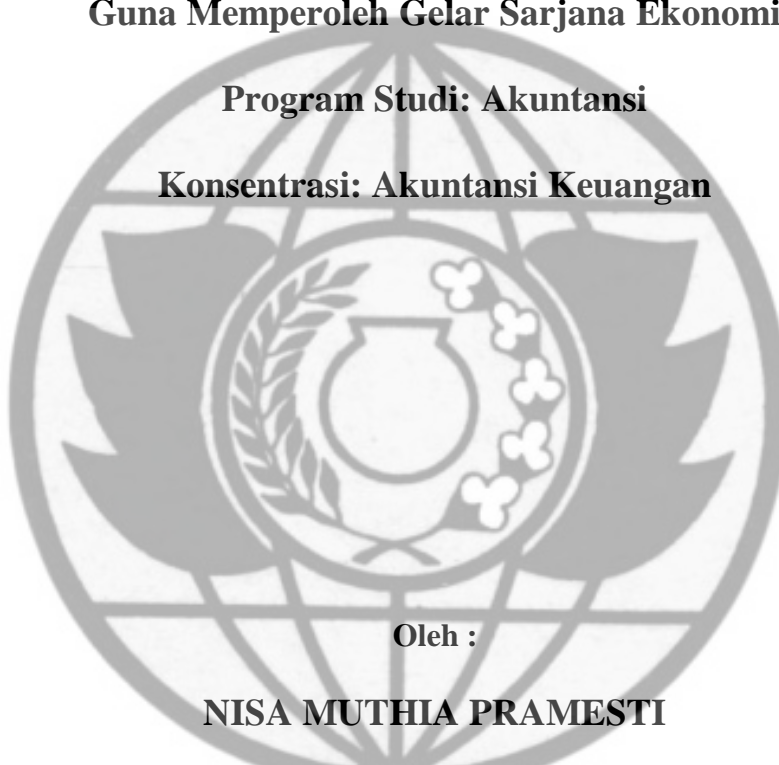 Guna Memperoleh Gelar Sarjana Ekonomi
Program Studi: Akuntansi
Konsentrasi: Akuntansi Keuangan
Oleh :
NISA MUTHIA PRAMESTI